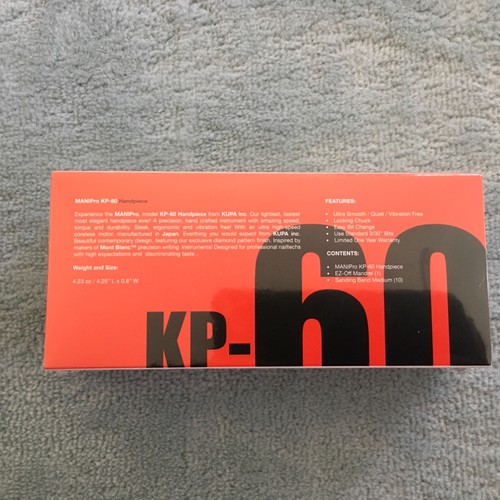 MANIPro KP-60 Handpiece
Experience the MANIPro, model KP-60 Handpiece from KUPA inc. Our lightest, fastest
most elegant handpiece ever! A precision, hand crafted instrument with amazing speed,
torque and durability. Sleek, ergonomic and vibration free! With an ultra high-speed
coreless motor manufactured in Japan. Everything you would expect from KUPA inc.
Beautiful contemporary design, featuring our exclusive diamond pattern finish. Inspired by
makers of Mont Blanc™ precision writing instruments! Designed for professional nailtechs
with high expectations and discriminating taste.
Weight and Size:
4.23 oz / 4.26" L x 0.8" W
FEATURES:
• Ultra Smooth / Quiet / Vibration Free
• Locking Chuck
• Easy Bit Change
• Use Standard 3/32" Bits
• Limited One Year Warranty
CONTENTS:
• MANIPro KP-60 Handpiece
• EZ-Off Mandrel (1)
• Sanding Band Medium (10)
KP-60